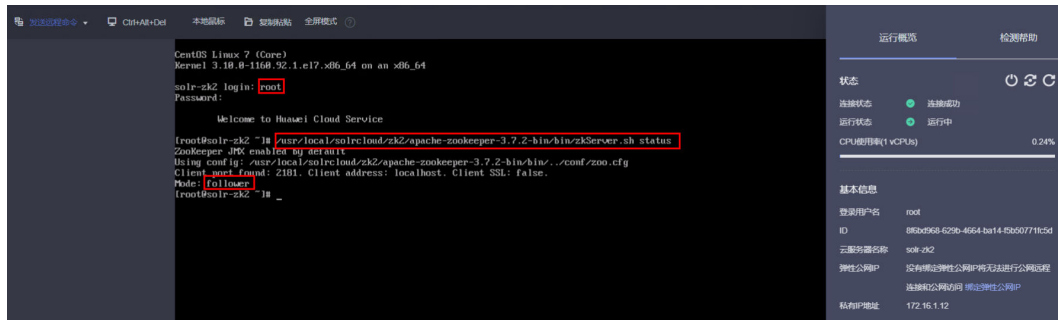 发送远程命令 Ctrl+Alt+Del 本地鼠标 复制粘贴 全屏模式
CentOS Linux 7 (Core)
Kernel 3.10.0-1160.92.1.el7.x86_64 on an x86_64
solr-zk2 login: root
Password:
Welcome to Huawei Cloud Service
[root@solr-zk2 ~]# /usr/local/solrcloud/zk2/apache-zookeeper-3.7.2-bin/bin/zkServer.sh status
ZooKeeper JMX enabled by default
Using config: /usr/local/solrcloud/zk2/apache-zookeeper-3.7.2-bin/bin/../conf/zoo.cfg
Client port found: 2181. Client address: localhost. Client SSL: false.
Mode: follower
[root@solr-zk2 ~]# _
运行概览 检测帮助
状态
连接状态 连接成功
运行状态 运行中
CPU使用率(1 vCPUs) 0.24%
基本信息
登录用户名 root
ID 8f6bd968-629b-4664-ba14-f5b50771fc5d
云服务器名称 solr-zk2
弹性公网IP 没有绑定弹性公网IP将无法进行公网远程
连接和公网访问 绑定弹性公网IP
私有IP地址 172.16.1.12